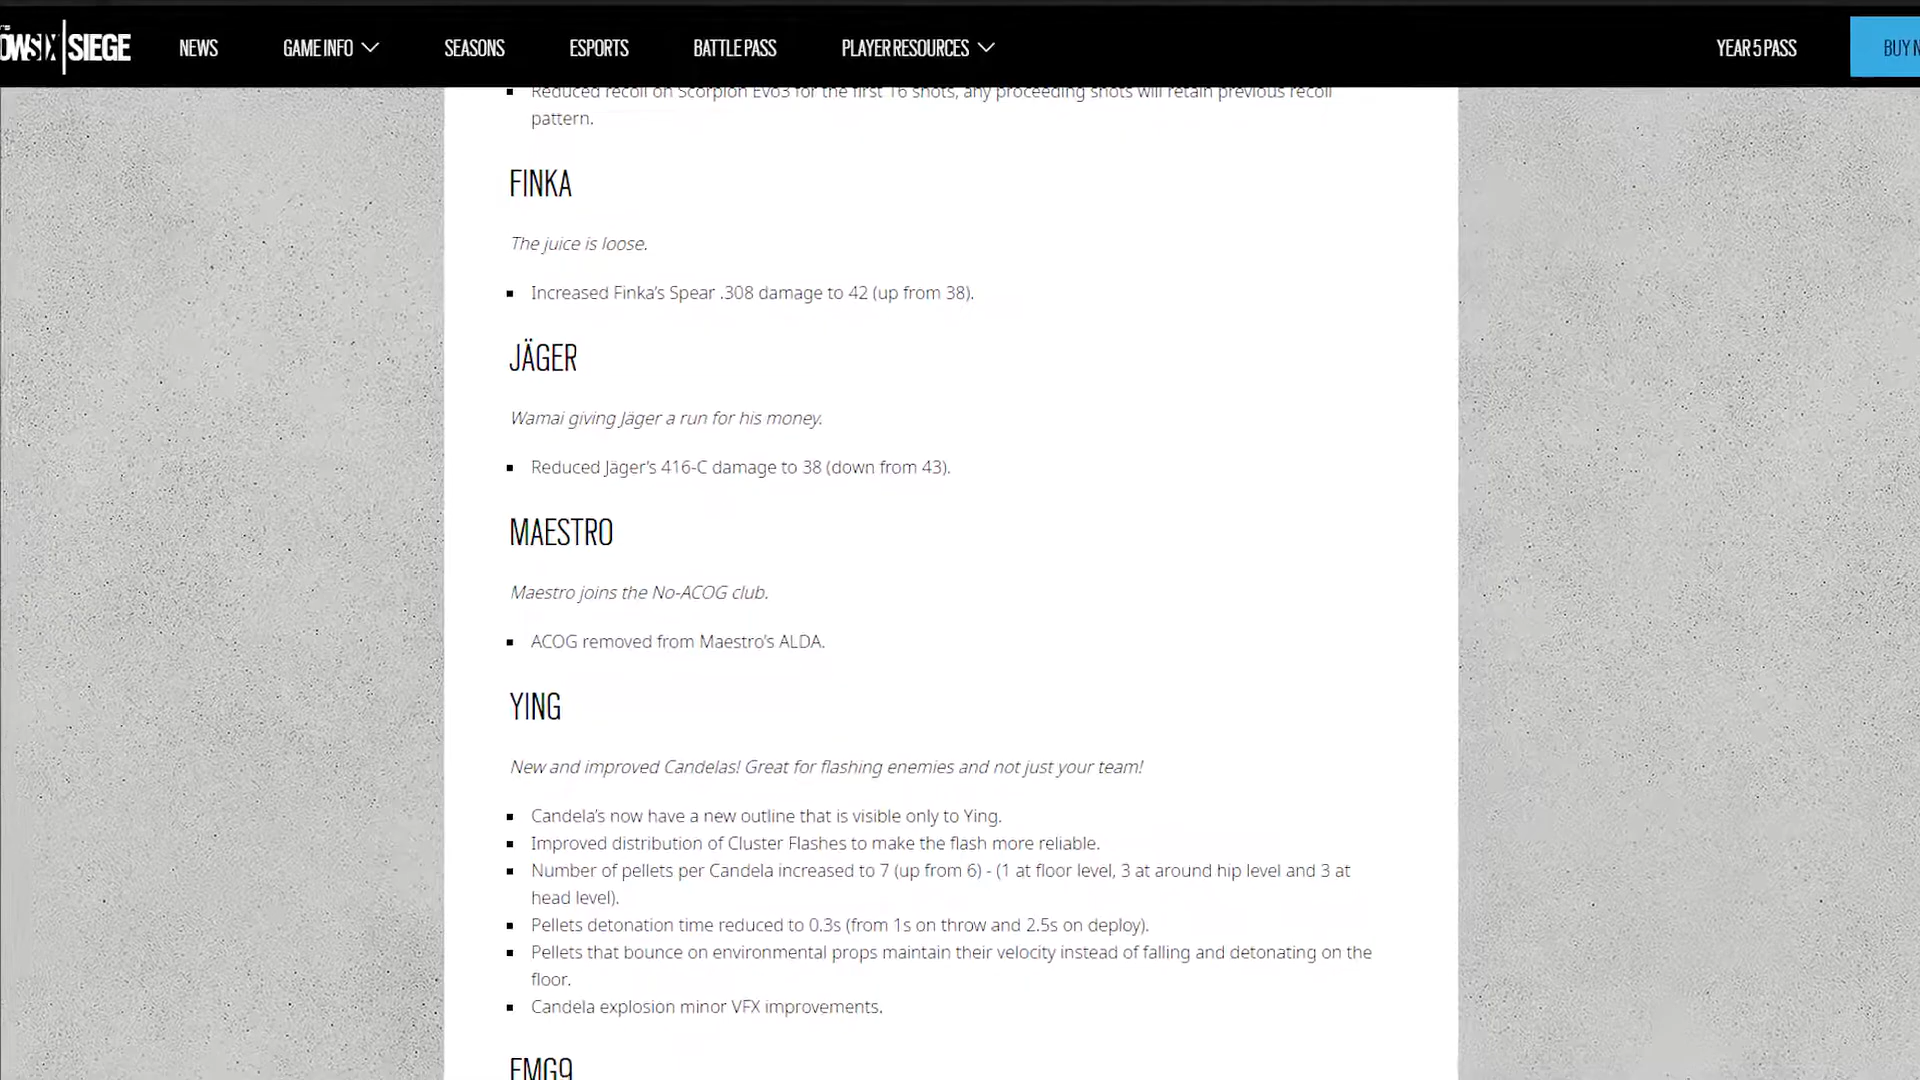 OWSIX SIEGE NEWS GAME INFO SEASONS ESPORTS BATTLE PASS PLAYER RESOURCES YEAR 5 PASS BUY N
Reduced recoil on Scorpion Evo3 for the first 16 shots, any proceeding shots will retain previous recoil
pattern.
FINKA
The juice is loose.
Increased Finka's Spear .308 damage to 42 (up from 38).
JÄGER
Wamai giving Jäger a run for his money.
Reduced Jäger's 416-C damage to 38 (down from 43).
MAESTRO
Maestro joins the No-ACOG club.
ACOG removed from Maestro's ALDA.
YING
New and improved Candelas! Great for flashing enemies and not just your team!
Candela's now have a new outline that is visible only to Ying.
Improved distribution of Cluster Flashes to make the flash more reliable.
Number of pellets per Candela increased to 7 (up from 6) - (1 at floor level, 3 at around hip level and 3 at
head level).
Pellets detonation time reduced to 0.3s (from 1s on throw and 2.5s on deploy).
Pellets that bounce on environmental props maintain their velocity instead of falling and detonating on the
floor.
Candela explosion minor VFX improvements.
FMG9